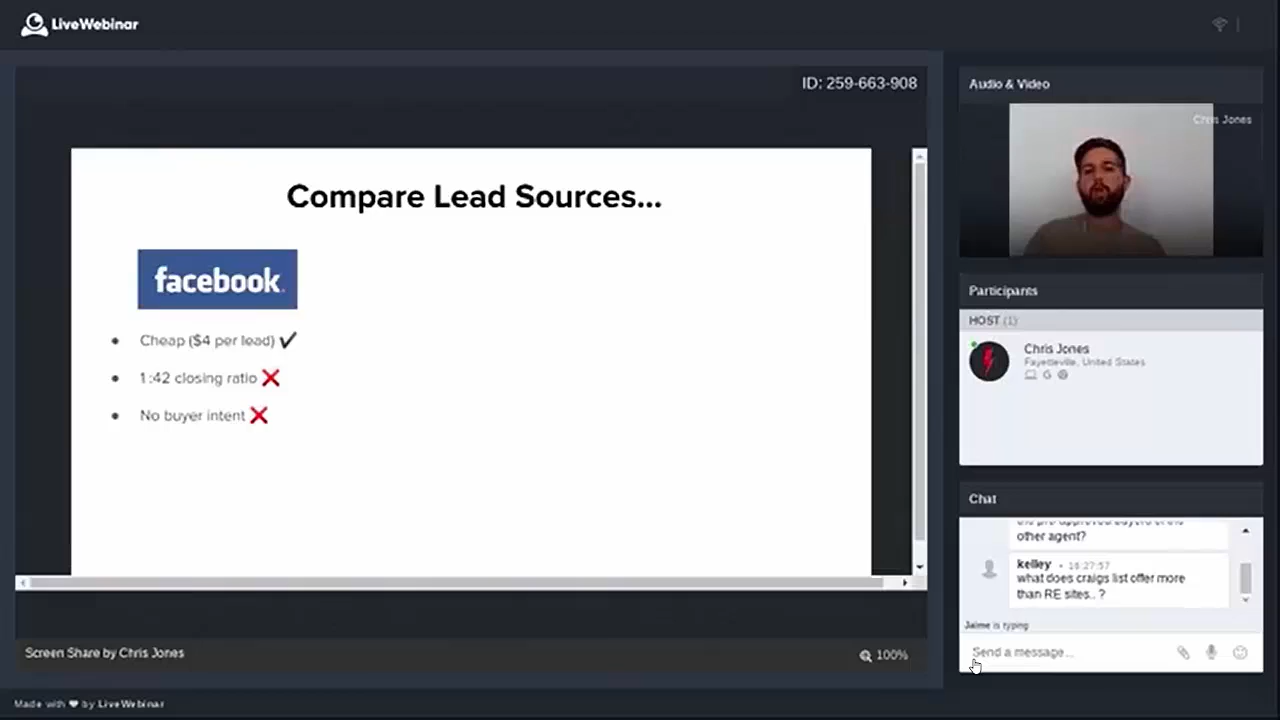 LiveWebinar
ID: 259-663-908
Compare Lead Sources...
facebook.
Cheap ($4 per lead) ✔
1:42 closing ratio ❌
No buyer intent ❌
Screen Share by Chris Jones
100%
Made with ❤ by LiveWebinar
Audio & Video
Chris Jones
Participants
HOST (1)
Chris Jones
Fayetteville, United States
Chat
other agent?
kelley • 16:27:57
what does craigs list offer more
than RE sites.. ?
Jaime is typing
Send a message...